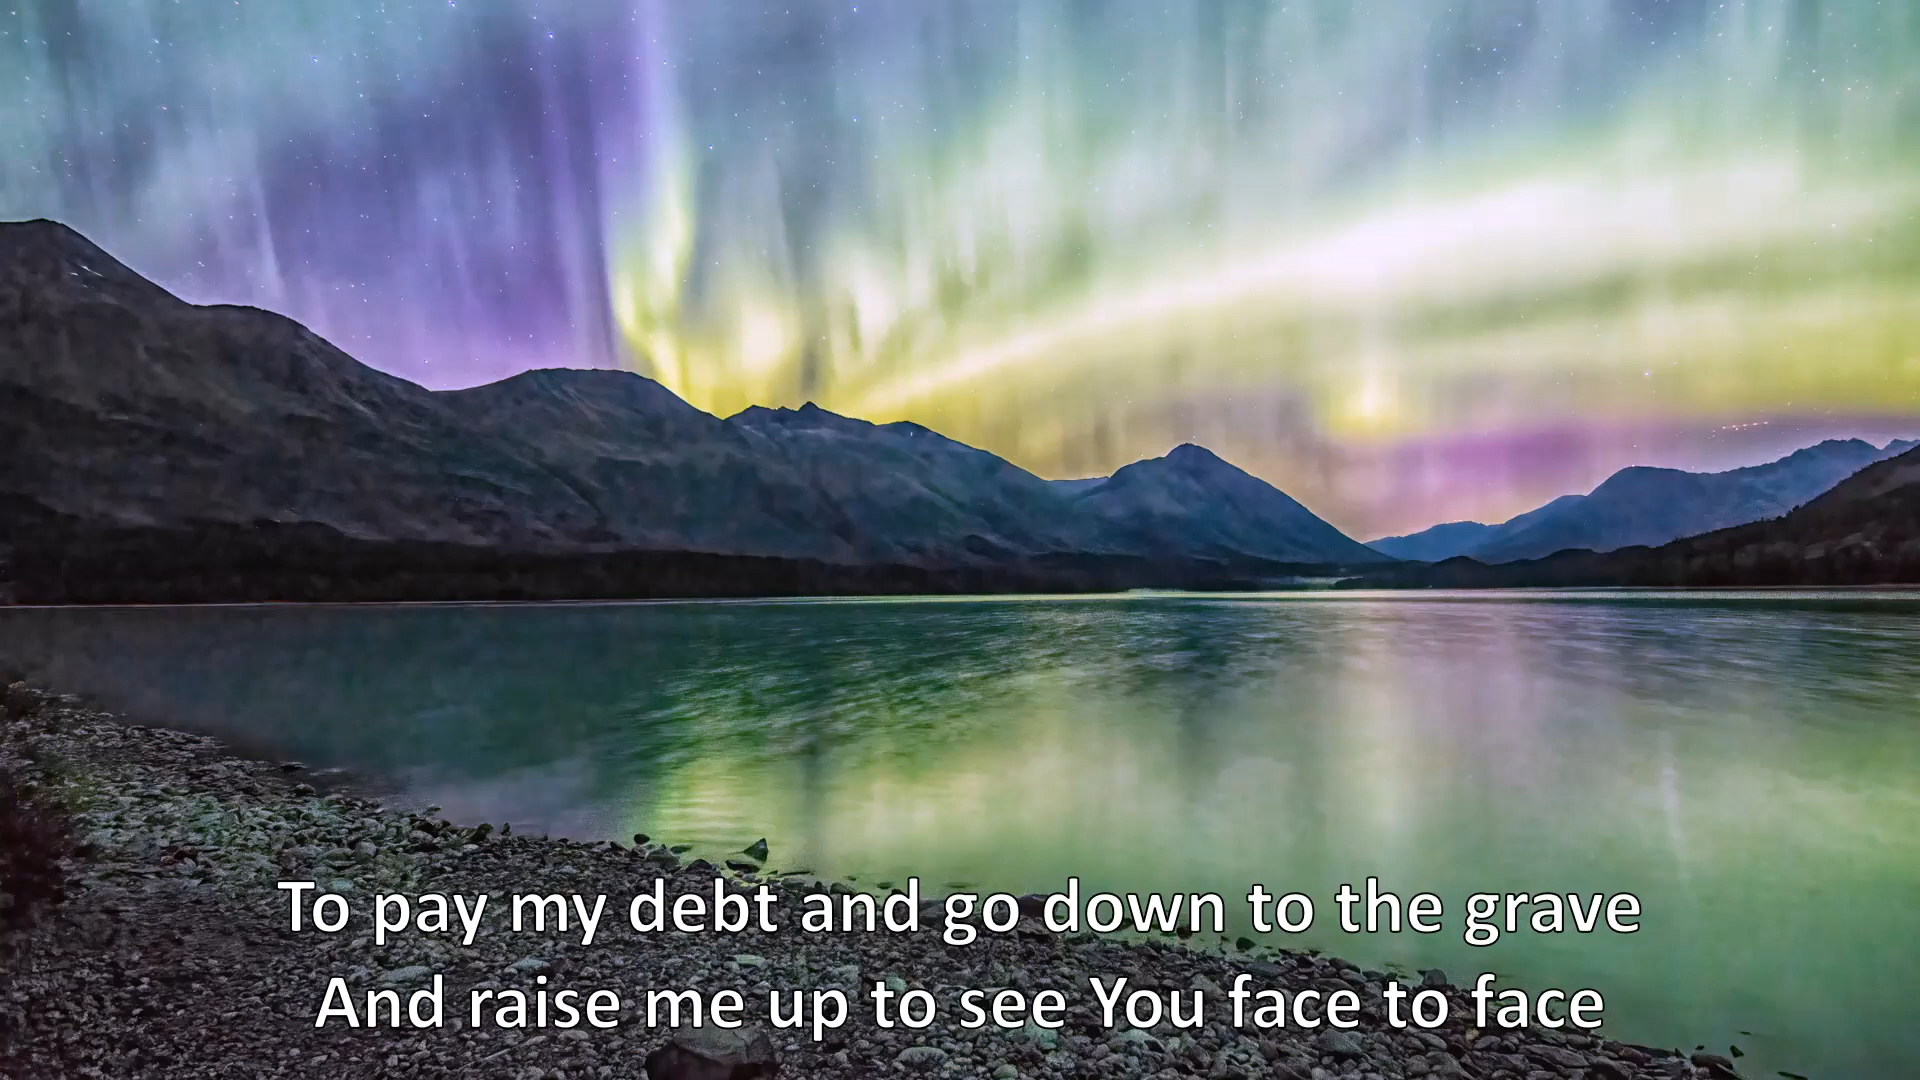 To pay my debt and go down to the grave
And raise me up to see You face to face